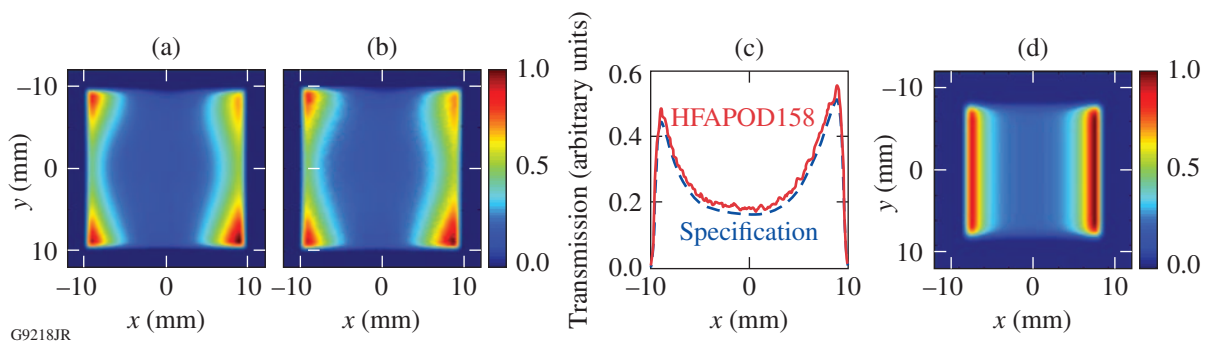 (a)
(b)
(c)
(d)
−10
0
10
y (mm)
−10
0
10
x (mm)
−10
0
10
x (mm)
1.0
0.5
0.0
Transmission (arbitrary units)
0.6
0.4
0.2
0.0
HFAPOD158
Specification
−10
0
10
x (mm)
−10
0
10
y (mm)
−10
0
10
x (mm)
1.0
0.5
0.0
G9218JR